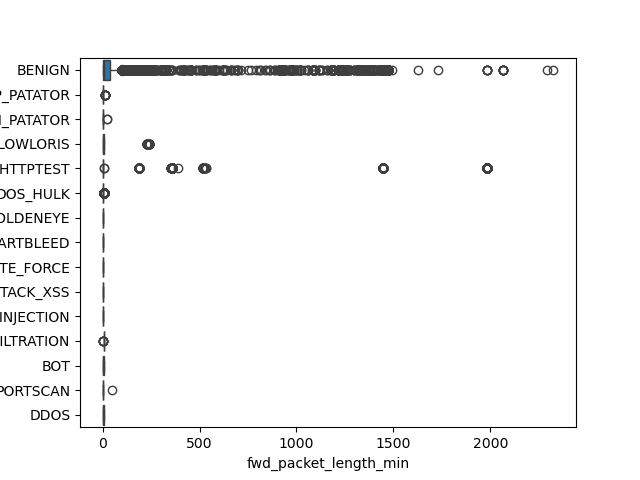 BENIGN
P_PATATOR
H_PATATOR
LOWLORIS
HTTPTEST
DOS_HULK
OLDENEYE
ARTBLEED
TE_FORCE
TACK_XSS
INJECTION
ILTRATION
BOT
PORTSCAN
DDOS
0 500 1000 1500 2000
fwd_packet_length_min